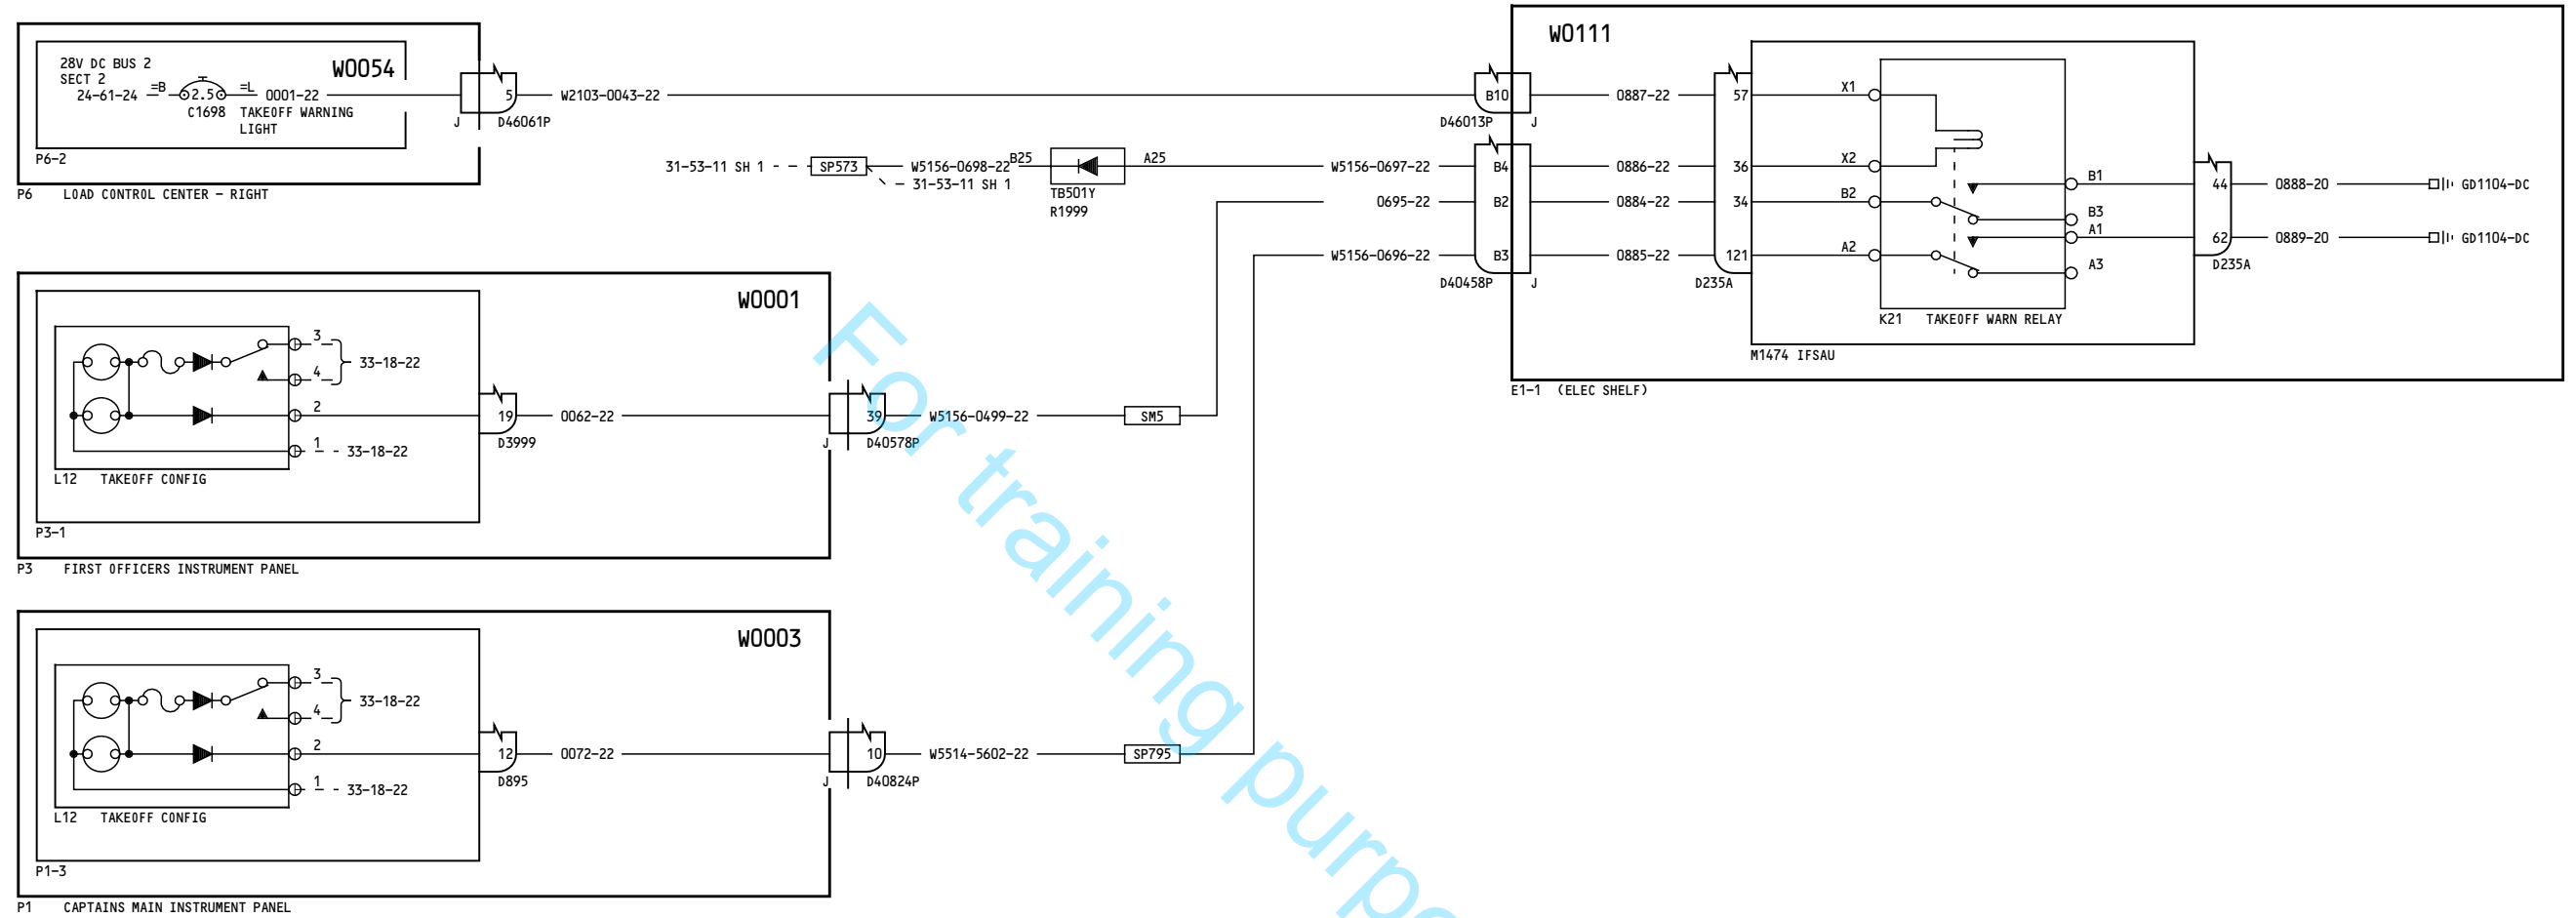 W0054
28V DC BUS 2
SECT 2
24-61-24 =B 2.5 =L 0001-22
C1698 TAKEOFF WARNING
LIGHT
P6-2
P6 LOAD CONTROL CENTER - RIGHT
5
J D46061P
W2103-0043-22
31-53-11 SH 1
SP573
W5156-0698-22
31-53-11 SH 1
B25
A25
TB501Y
R1999
W5156-0697-22
0695-22
W5156-0696-22
B10
D46013P J
B4
B2
B3
D40458P J
W0111
0887-22
0886-22
0884-22
0885-22
57
36
34
121
D235A
X1
X2
B2
A2
B1
B3
A1
A3
K21 TAKEOFF WARN RELAY
M1474 IFSAU
E1-1 (ELEC SHELF)
44
62
D235A
0888-20
GD1104-DC
0889-20
GD1104-DC
W0001
3
4
33-18-22
2
1
33-18-22
L12 TAKEOFF CONFIG
P3-1
P3 FIRST OFFICERS INSTRUMENT PANEL
19
D3999
0062-22
39
J D40578P
W5156-0499-22
SM5
W0003
3
4
33-18-22
2
1
33-18-22
L12 TAKEOFF CONFIG
P1-3
P1 CAPTAINS MAIN INSTRUMENT PANEL
12
D895
0072-22
10
J D40824P
W5514-5602-22
SP795
For training purpo